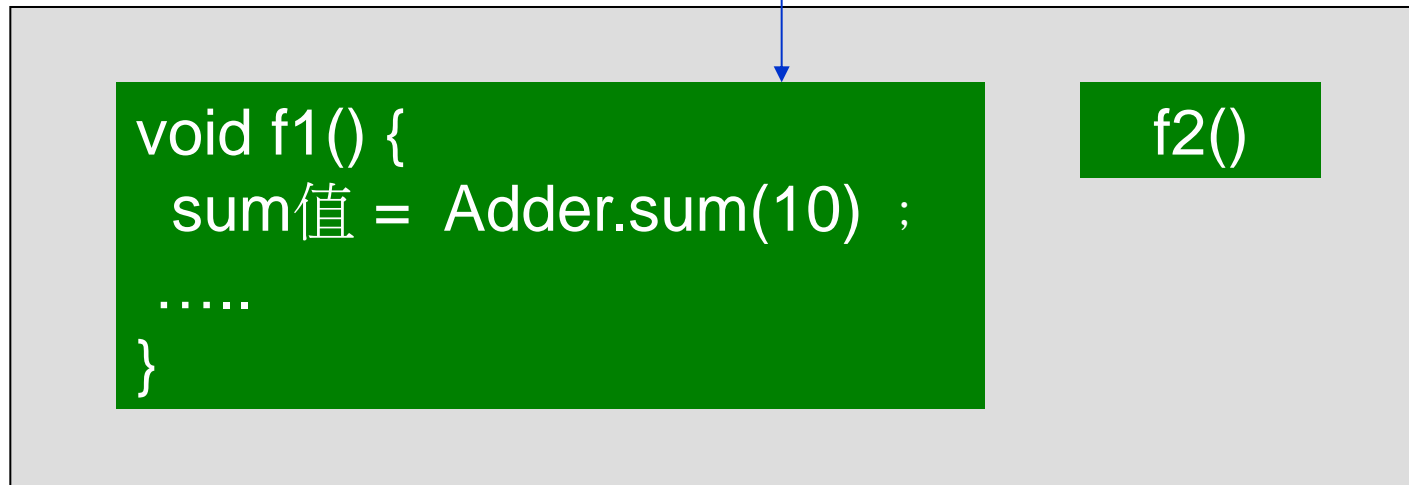 void f1() {
sum值 = Adder.sum(10) ；
…..
}
f2()